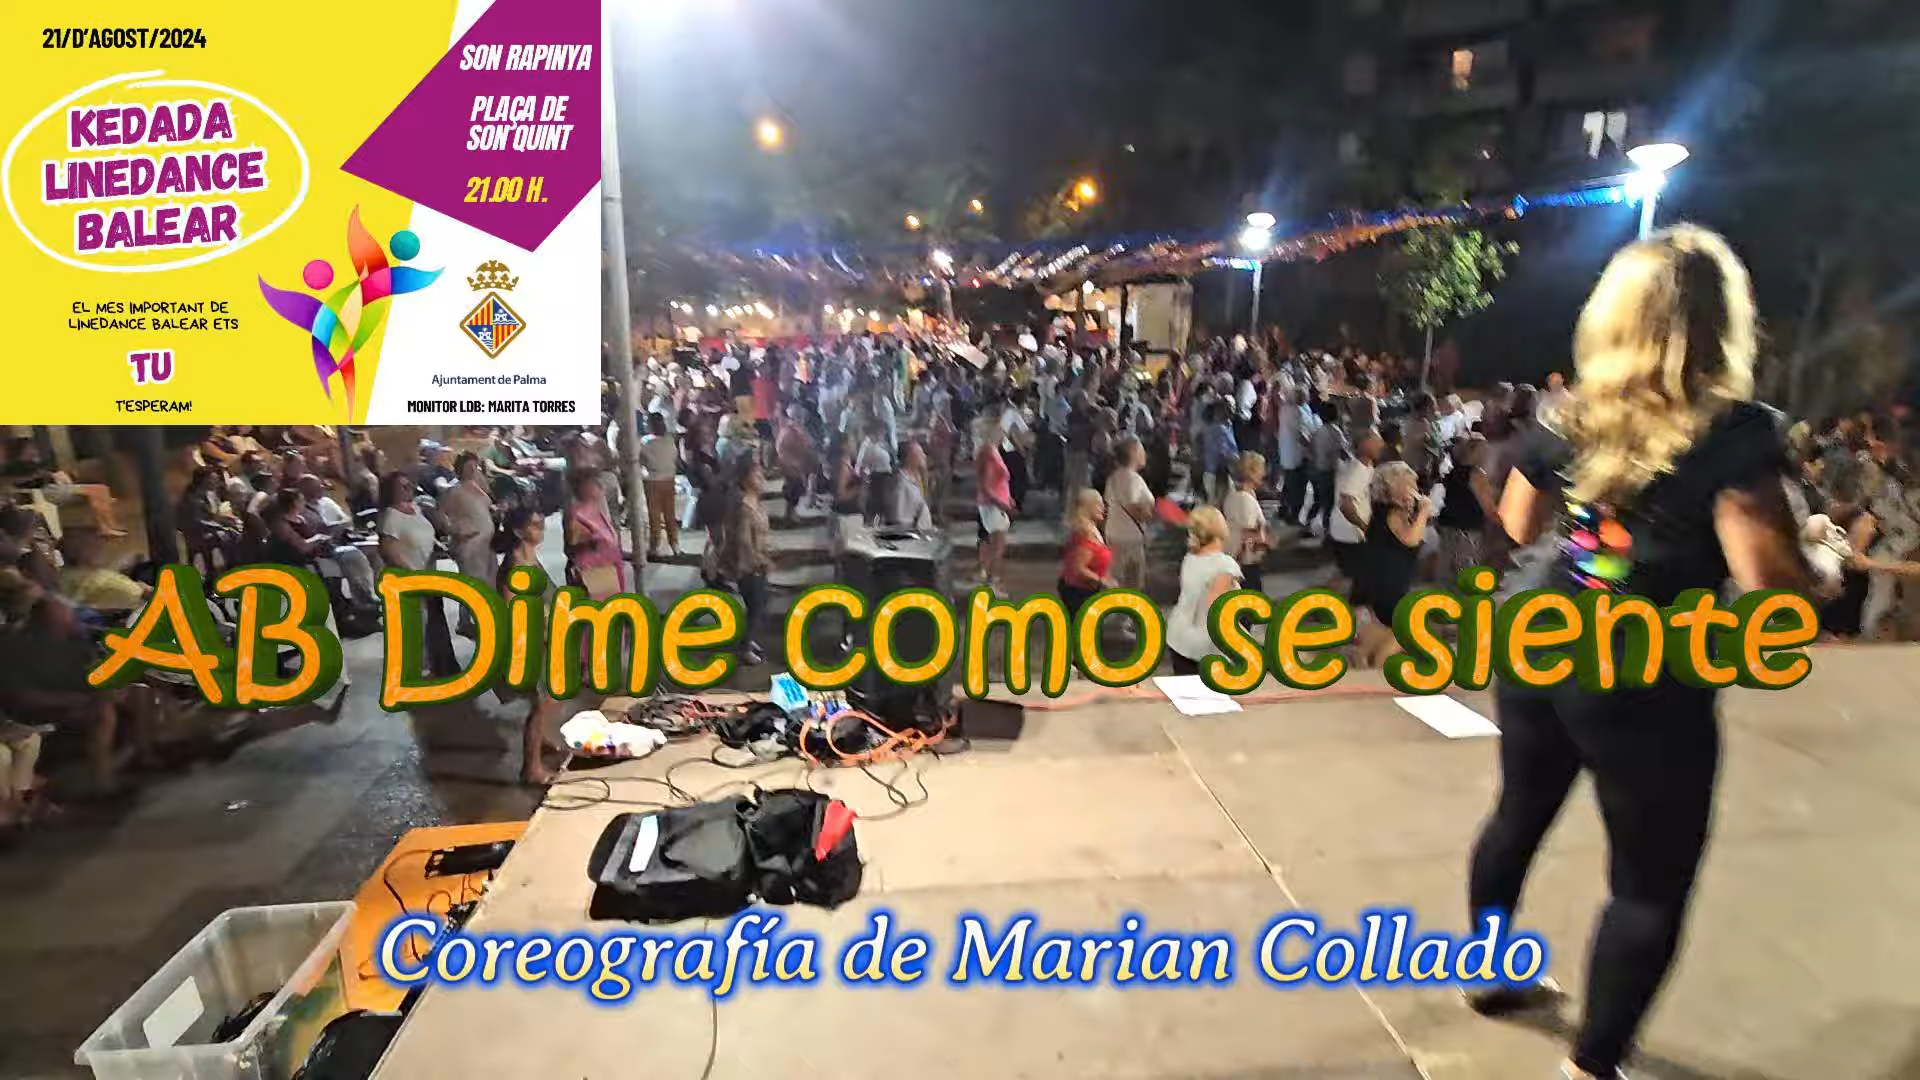 21/D'AGOST/2024
KEDADA
LINEDANCE
BALEAR
EL MES IMPORTANT DE
LINEDANCE BALEAR ETS
TU
T'ESPERAM!
SON RAPINYA
PLAÇA DE
SON QUINT
21.00 H.
Ajuntament de Palma
MONITOR LDB: MARITA TORRES
AB Dime como se siente
Coreografía de Marian Collado